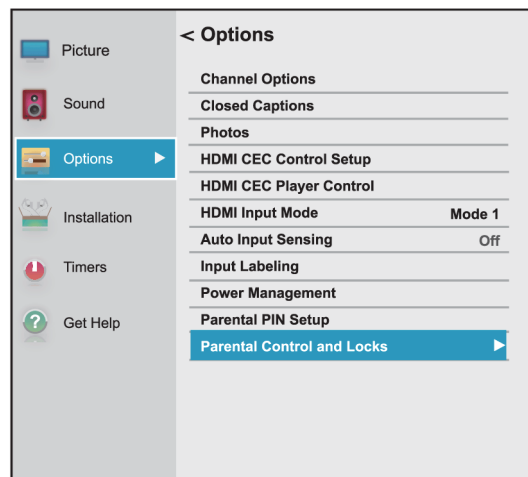 Picture
Sound
Options
Installation
Timers
Get Help
< Options
Channel Options
Closed Captions
Photos
HDMI CEC Control Setup
HDMI CEC Player Control
HDMI Input Mode Mode 1
Auto Input Sensing Off
Input Labeling
Power Management
Parental PIN Setup
Parental Control and Locks